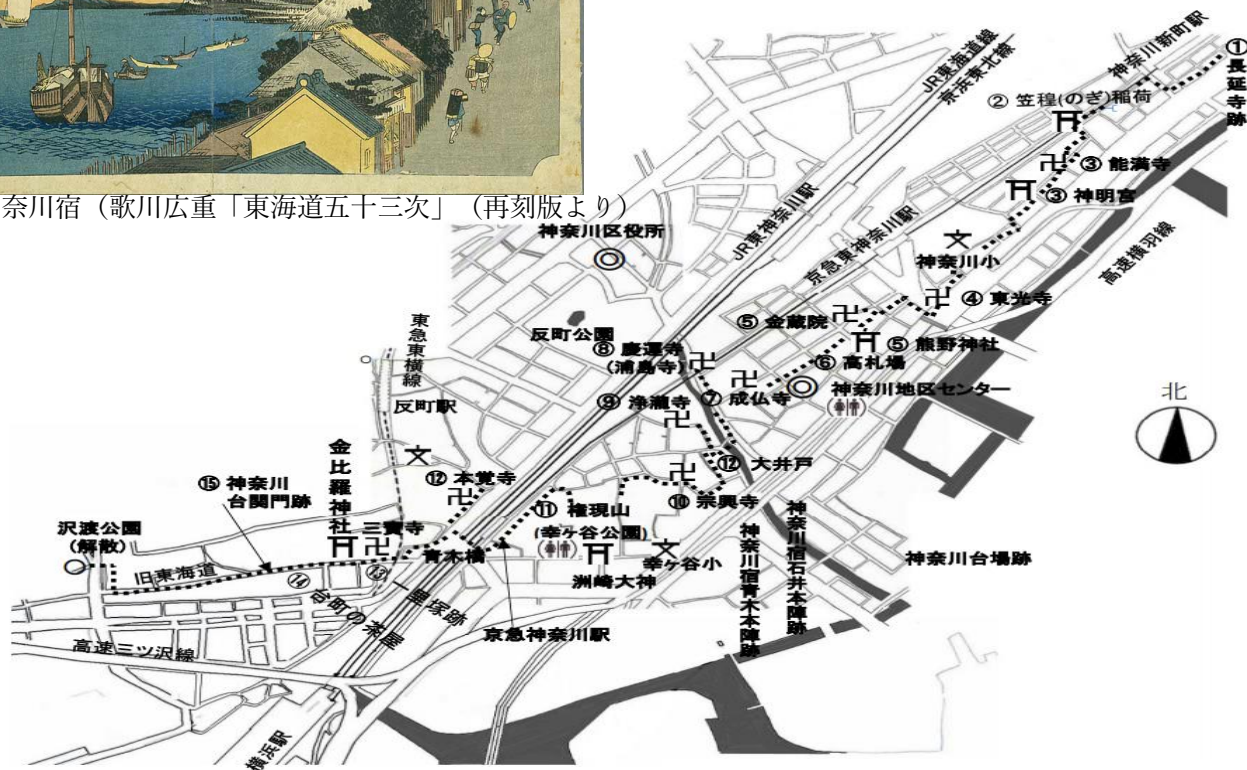 奈川宿（歌川広重「東海道五十三次」（再刻版より）
神奈川新町駅
①長延寺跡
JR東海道線
京浜東北線
② 笠䅣(のぎ)稲荷
③ 能満寺
③ 神明宮
高速横羽線
神奈川区役所
JR東神奈川駅
京急東神奈川駅
神奈川小
④ 東光寺
⑤ 金蔵院
⑤ 熊野神社
⑥ 高札場
神奈川地区センター
反町公園
⑧ 慶運寺
(浦島寺)
⑦ 成仏寺
東急東横線
反町駅
⑨ 浄瀧寺
北
⑫ 大井戸
⑩ 宗興寺
金比羅神社
⑫ 本覚寺
⑮ 神奈川
台関門跡
三寶寺
⑪ 権現山
(幸ヶ谷公園)
沢渡公園
(解散)
青木橋
洲崎大神
幸ヶ谷小
神奈川宿青木本陣跡
神奈川宿石井本陣跡
神奈川台場跡
旧東海道
⑭ 台町の茶屋
⑬ 一里塚跡
京急神奈川駅
高速三ツ沢線
横浜駅